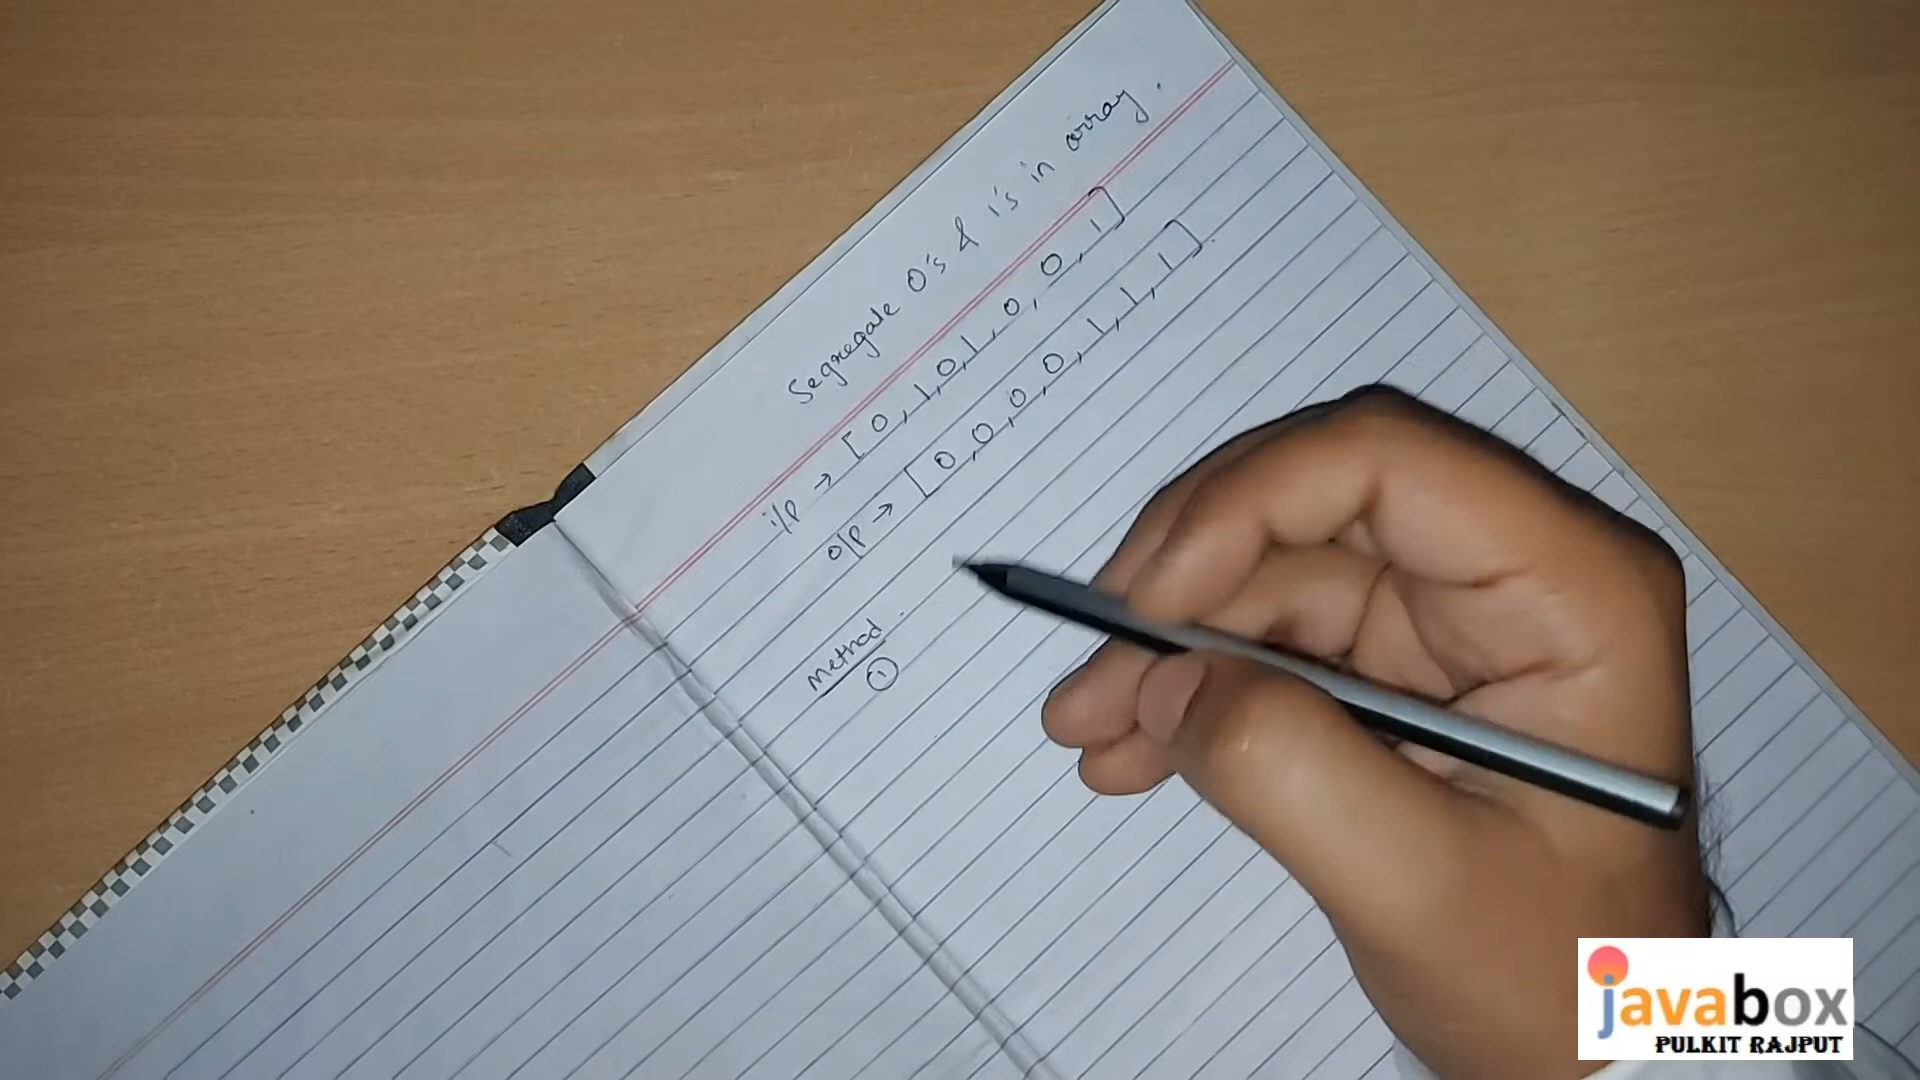 Segregate 0's & 1's in array.
i/p → [0, 1, 0, 1, 0, 0, 1]
o/p → [0, 0, 0, 0, 1, 1, 1].
Method.
①
javabox
PULKIT RAJPUT